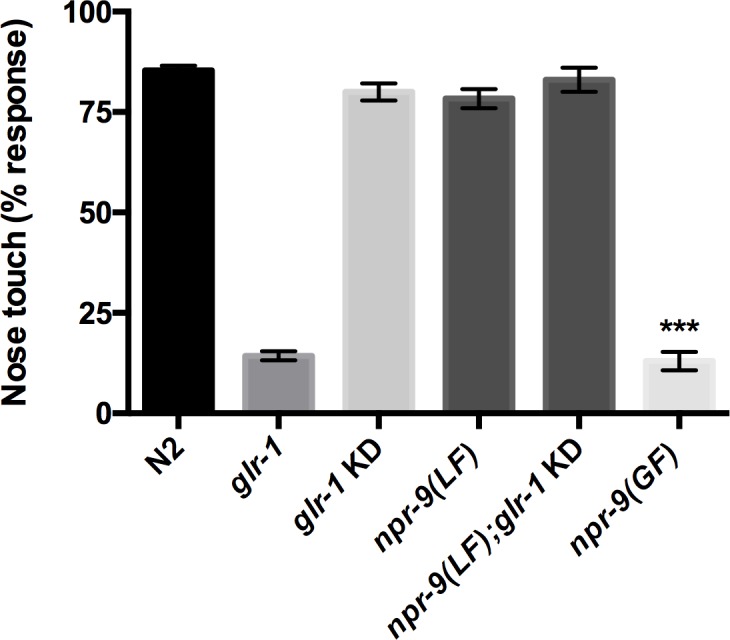 Nose touch (% response)
100
75
50
25
0
***
N2
glr-1
glr-1 KD
npr-9(LF)
npr-9(LF);glr-1 KD
npr-9(GF)